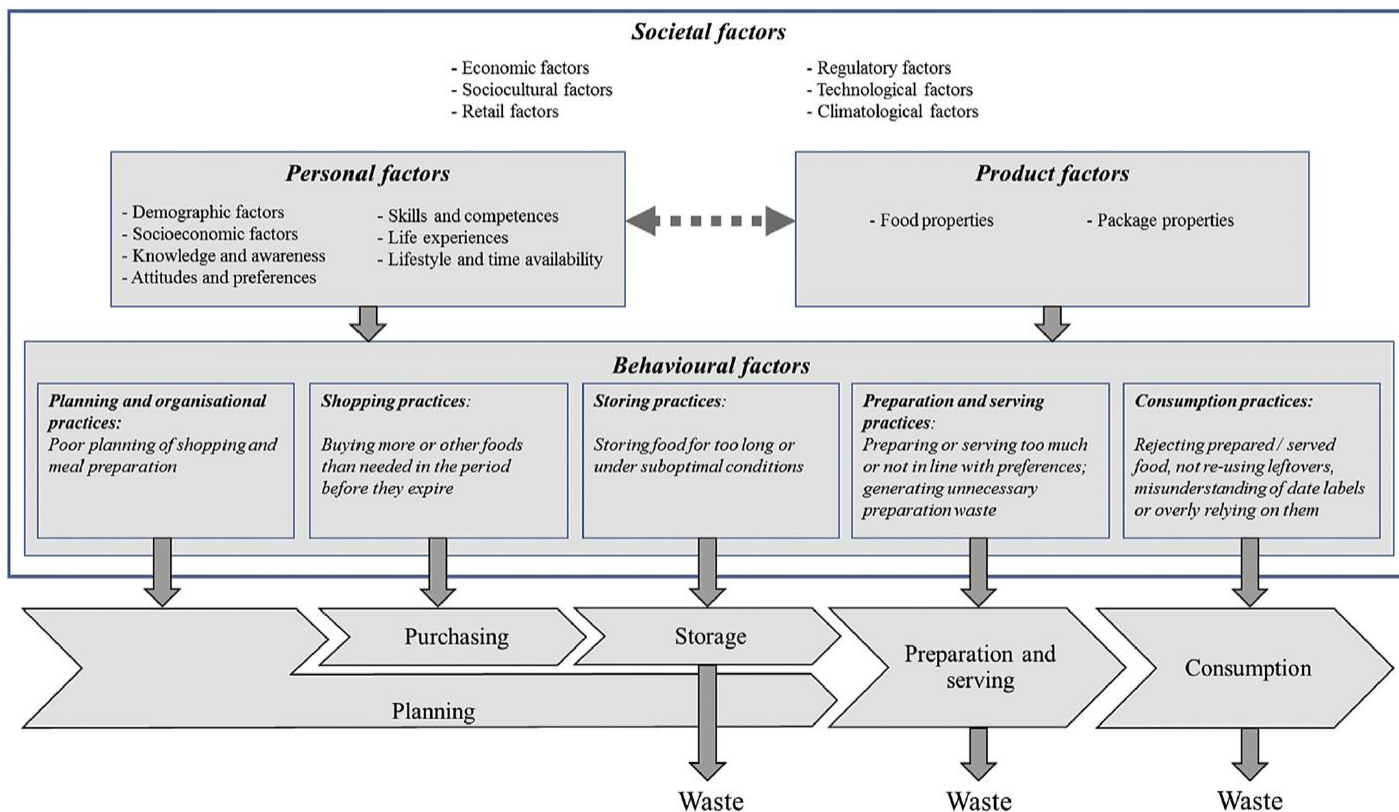 Societal factors
- Economic factors
- Sociocultural factors
- Retail factors
- Regulatory factors
- Technological factors
- Climatological factors
Personal factors
- Demographic factors
- Socioeconomic factors
- Knowledge and awareness
- Attitudes and preferences
- Skills and competences
- Life experiences
- Lifestyle and time availability
Product factors
- Food properties
- Package properties
Behavioural factors
Planning and organisational
practices:
Poor planning of shopping and
meal preparation
Shopping practices:
Buying more or other foods
than needed in the period
before they expire
Storing practices:
Storing food for too long or
under suboptimal conditions
Preparation and serving
practices:
Preparing or serving too much
or not in line with preferences;
generating unnecessary
preparation waste
Consumption practices:
Rejecting prepared / served
food, not re-using leftovers,
misunderstanding of date labels
or overly relying on them
Planning
Purchasing
Storage
Preparation and
serving
Consumption
Waste
Waste
Waste